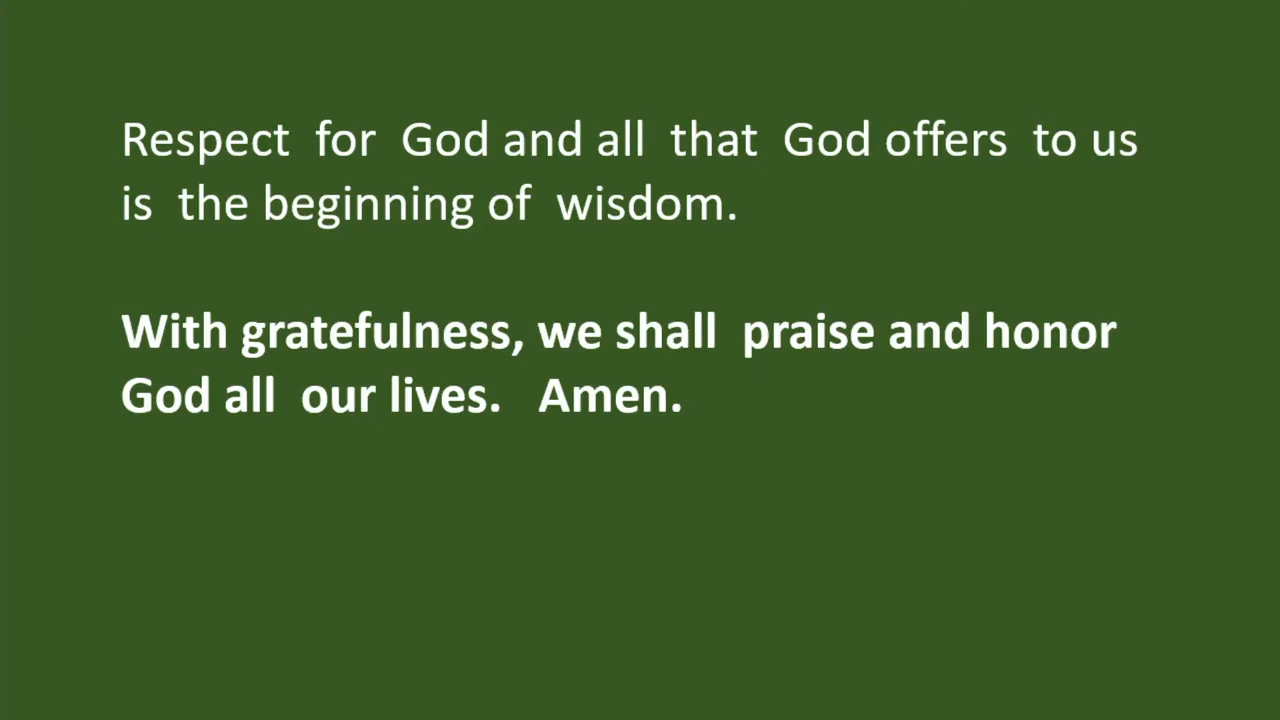 Respect for God and all that God offers to us
is the beginning of wisdom.
With gratefulness, we shall praise and honor
God all our lives. Amen.